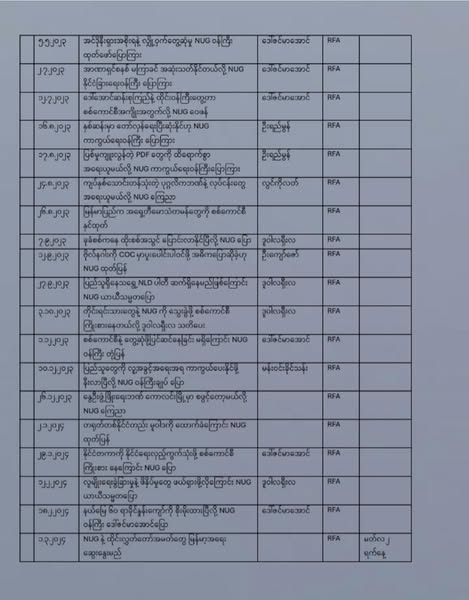 ၅.၅.၂၀၂၃ အင်ဒိုနီးရှားအစိုးရနဲ့ လျှို့ဝှက်တွေ့ဆုံမှု NUG ဝန်ကြီး ဒေါ်ဇင်မာအောင် RFA
ထုတ်ဖော်ပြောကြား
၂.၇.၂၀၂၃ အာဏာရှင်စနစ် မကြာခင် အဆုံးသတ်နိုင်တယ်လို့ NUG ဒေါ်ဇင်မာအောင် RFA
နိုင်ငံခြားရေးဝန်ကြီး ပြောကြား
၁၂.၇.၂၀၂၃ ဒေါ်အောင်ဆန်းစုကြည်နဲ့ ထိုင်းဝန်ကြီးတွေ့တာ ဒေါ်ဇင်မာအောင် RFA
စစ်ကောင်စီအကျိုးအတွက်လို့ NUG ဝေဖန်
၁၆.၈.၂၀၂၃ နှစ်ဆန်းမှာ တော်လှန်ရေးပြီးဆုံးနိုင်ဟု NUG ဦးရည်မွန် RFA
ကာကွယ်ရေးဝန်ကြီး ပြောကြား
၁၇.၈.၂၀၂၃ ပြစ်မှုကျူးလွန်တဲ့ PDF တွေကို ထိရောက်စွာ ဦးရည်မွန် RFA
အရေးယူမယ်လို့ NUG ကာကွယ်ရေးဝန်ကြီးပြောကြား
၂၄.၈.၂၀၂၃ ကျပ်နှစ်သောင်းတန်သုံးတဲ့ ပုဂ္ဂလိကဘဏ်နဲ့ လုပ်ငန်းတွေ လွင်ကိုလတ် RFA
အရေးယူမယ်လို့ NUG ကြေညာ
၂၆.၈.၂၀၂၃ မြန်မာပြည်က အရှေ့တီမောသံတမန်တွေကို စစ်ကောင်စီ RFA
နှင်ထုတ်
၇.၉.၂၀၂၃ ခုခံစစ်ကနေ ထိုးစစ်အသွင် ပြောင်းလာနိုင်ပြီလို့ NUG ပြော ဒူဝါလရှီးလ RFA
၁၂.၉.၂၀၂၃ ဗိုလ်နဂါးကို CDC မှာပူးပေါင်းပါဝင်ဖို့ အဓိကပြောဆိုခဲ့ဟု ဦးကျော်ဇော် RFA
NUG ထုတ်ပြန်
၂၇.၉.၂၀၂၃ ပြည်သူရှိနေသရွေ့ NLD ပါတီ ဆက်ရှိနေမည်ဖြစ်ကြောင်း ဒူဝါလရှီးလ RFA
NUG ယာယီသမ္မတပြော
၃.၁၀.၂၀၂၃ တိုင်းရင်းသားတွေနဲ့ NUG ကို သွေးခွဲဖို့ စစ်ကောင်စီ ဒူဝါလရှီးလ RFA
ကြိုးစားနေတယ်လို့ ဒူဝါလရှီးလ သတိပေး
၁.၁၂.၂၀၂၃ စစ်ကောင်စီနဲ့ တွေ့ဆုံဖို့ပြင်ဆင်နေခြင်း မရှိကြောင်း NUG ဒေါ်ဇင်မာအောင် RFA
ဝန်ကြီး တုံ့ပြန်
၁၀.၁၂.၂၀၂၃ ပြည်သူတွေကို လူ့အခွင့်အရေးအရ ကာကွယ်ပေးနိုင်ဖို့ မန်းဝင်းခိုင်သန်း RFA
နီးလာပြီလို့ NUG ဝန်ကြီးချုပ် ပြော
၂၆.၁၂.၂၀၂၃ နွေဦးဖွံ့ဖြိုးရေးဘဏ် ကောလင်းမြို့မှာ စဖွင့်တော့မယ်လို့ RFA
NUG ကြေညာ
၂.၁.၂၀၂၄ တရုတ်တစ်နိုင်ငံတည်း မူဝါဒကို ထောက်ခံကြောင်း NUG RFA
ထုတ်ပြန်
၂၉.၁.၂၀၂၄ နိုင်ငံတကာကို နိုင်ငံရေးလှည့်ကွက်သုံးဖို့ စစ်ကောင်စီ ဒေါ်ဇင်မာအောင် RFA
ကြိုးစား နေကြောင်း NUG ပြော
၁၂.၂.၂၀၂၄ လူမျိုးရေးခွဲခြားမှုနဲ့ ဖိနှိပ်မှုတွေ ဖယ်ရှားဖို့လိုကြောင်း NUG ဒူဝါလရှီးလ RFA
ယာယီသမ္မတပြော
၁၈.၂.၂၀၂၄ နယ်မြေ ၆၀ ရာခိုင်နှုန်းကျော်ကို စိုးမိုးထားပြီလို့ NUG ဒေါ်ဇင်မာအောင် RFA
ဝန်ကြီး ဒေါ်ဇင်မာအောင်ပြော
၁.၃.၂၀၂၄ NUG နဲ့ ထိုင်းလွှတ်တော်အမတ်တွေ မြန်မာ့အရေး RFA မတ်လ ၂
ဆွေးနွေးမည် ရက်နေ့